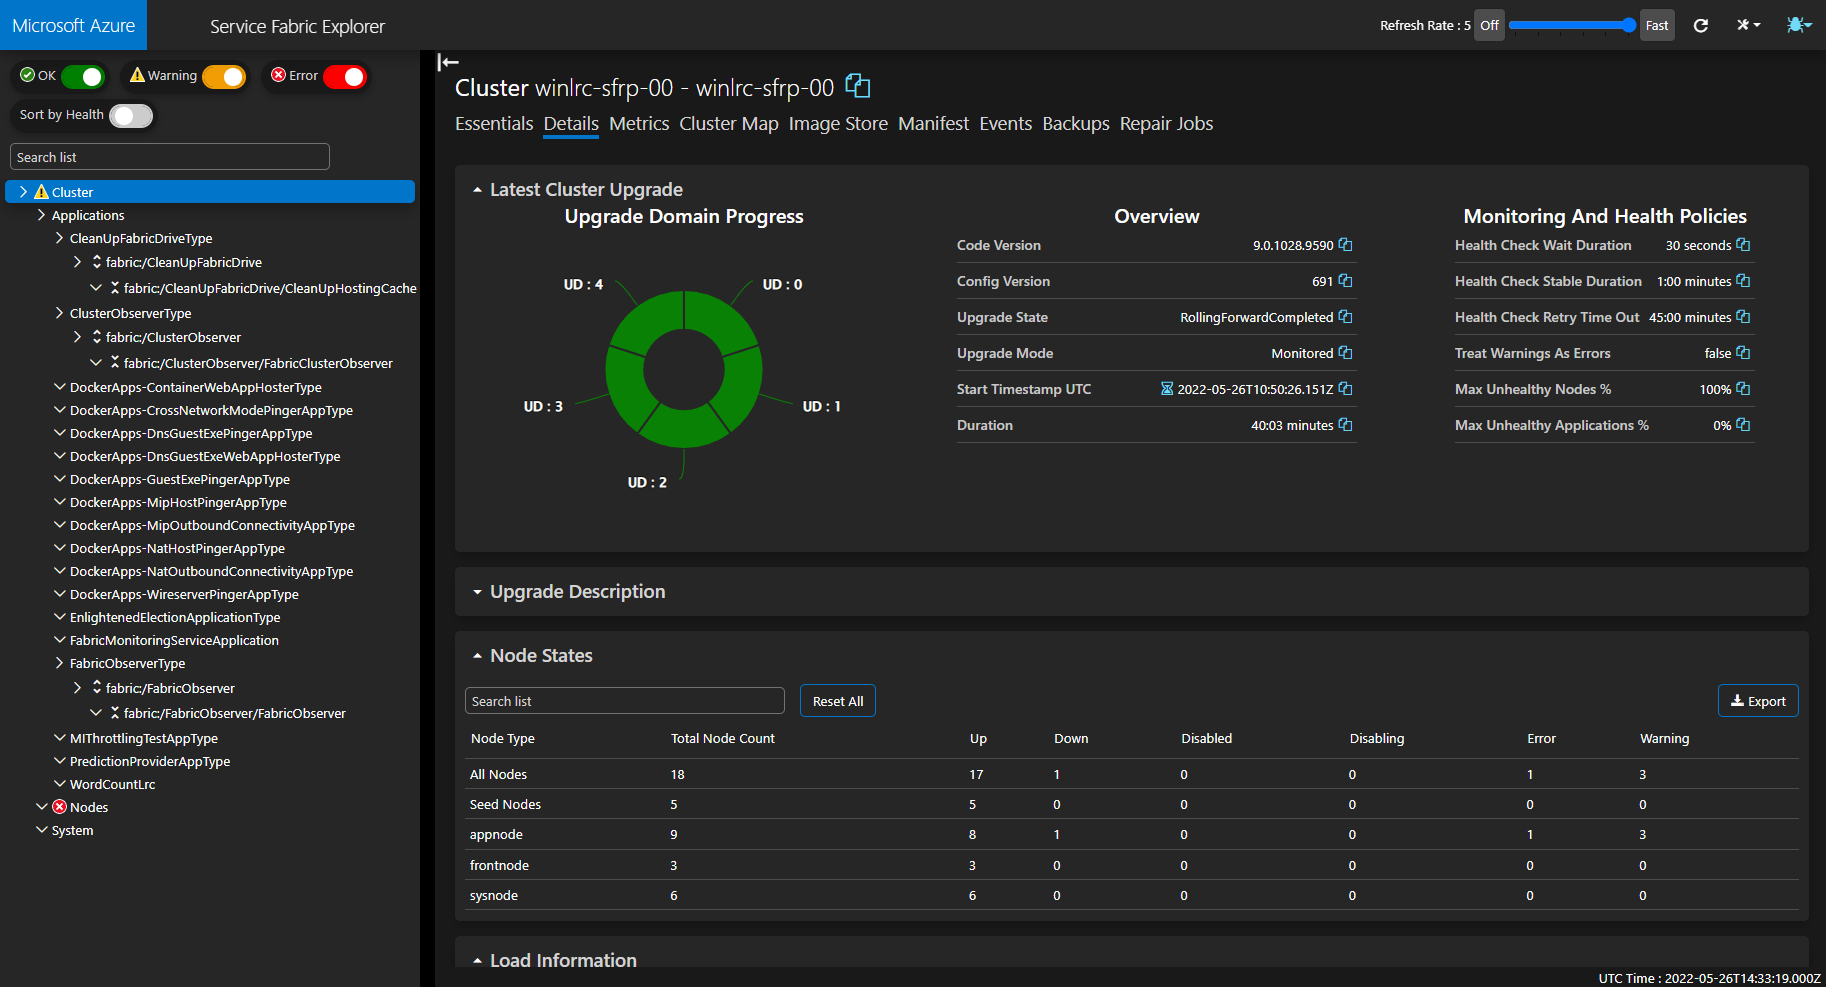 Microsoft Azure
Service Fabric Explorer
Refresh Rate : 5 Off Fast
OK Warning Error
Sort by Health
Search list
Cluster
Applications
CleanUpFabricDriveType
fabric:/CleanUpFabricDrive
fabric:/CleanUpFabricDrive/CleanUpHostingCache
ClusterObserverType
fabric:/ClusterObserver
fabric:/ClusterObserver/FabricClusterObserver
DockerApps-ContainerWebAppHosterType
DockerApps-CrossNetworkModePingerAppType
DockerApps-DnsGuestExePingerAppType
DockerApps-DnsGuestExeWebAppHosterType
DockerApps-GuestExePingerAppType
DockerApps-MipHostPingerAppType
DockerApps-MipOutboundConnectivityAppType
DockerApps-NatHostPingerAppType
DockerApps-NatOutboundConnectivityAppType
DockerApps-WireserverPingerAppType
EnlightenedElectionApplicationType
FabricMonitoringServiceApplication
FabricObserverType
fabric:/FabricObserver
fabric:/FabricObserver/FabricObserver
MIThrottlingTestAppType
PredictionProviderAppType
WordCountLrc
Nodes
System
Cluster winlrc-sfrp-00 - winlrc-sfrp-00
Essentials Details Metrics Cluster Map Image Store Manifest Events Backups Repair Jobs
Latest Cluster Upgrade
Upgrade Domain Progress
UD : 4
UD : 0
UD : 3
UD : 1
UD : 2
Overview
Code Version 9.0.1028.9590
Config Version 691
Upgrade State RollingForwardCompleted
Upgrade Mode Monitored
Start Timestamp UTC 2022-05-26T10:50:26.151Z
Duration 40:03 minutes
Monitoring And Health Policies
Health Check Wait Duration 30 seconds
Health Check Stable Duration 1:00 minutes
Health Check Retry Time Out 45:00 minutes
Treat Warnings As Errors false
Max Unhealthy Nodes % 100%
Max Unhealthy Applications % 0%
Upgrade Description
Node States
Search list Reset All Export
Node Type Total Node Count Up Down Disabled Disabling Error Warning
All Nodes 18 17 1 0 0 1 3
Seed Nodes 5 5 0 0 0 0 0
appnode 9 8 1 0 0 1 3
frontnode 3 3 0 0 0 0 0
sysnode 6 6 0 0 0 0 0
Load Information
UTC Time : 2022-05-26T14:33:19.000Z